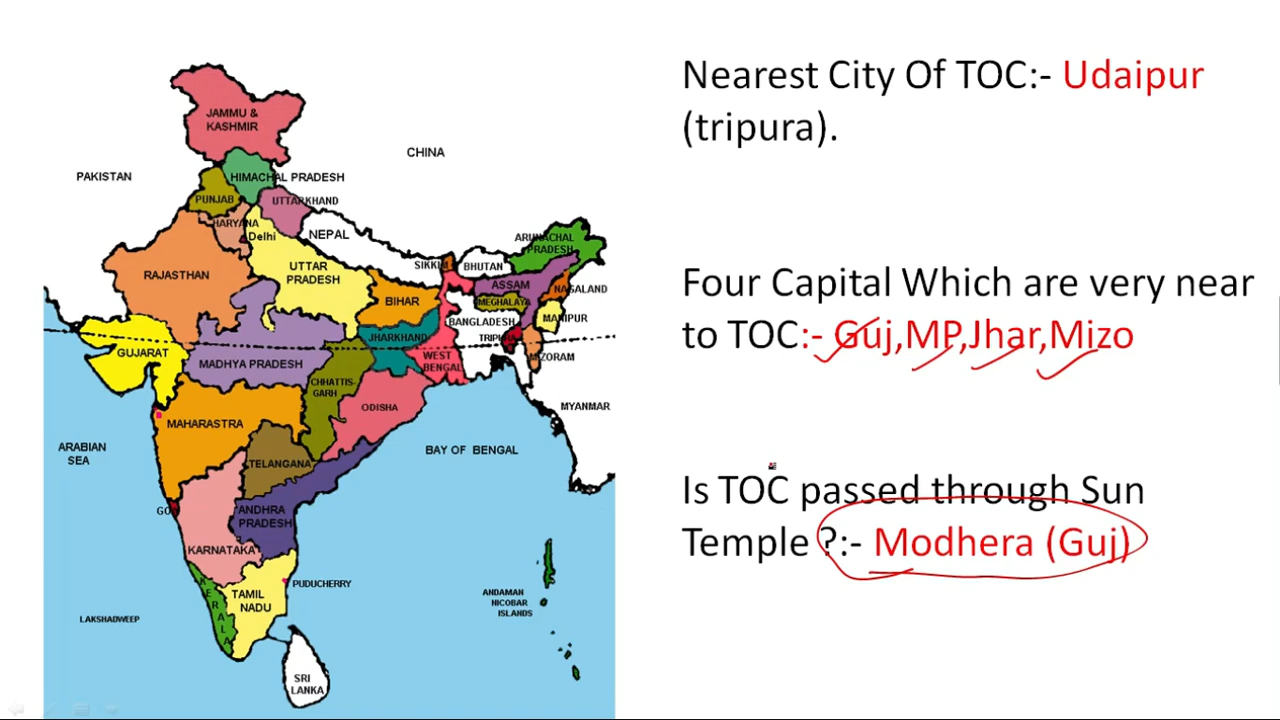 Nearest City Of TOC:- Udaipur
(tripura).
Four Capital Which are very near
to TOC:- Guj,MP,Jhar,Mizo
Is TOC passed through Sun
Temple ?:- Modhera (Guj)
JAMMU &
KASHMIR
CHINA
PAKISTAN
HIMACHAL PRADESH
PUNJAB
UTTARKHAND
HARYANA
Delhi
NEPAL
ARUNACHAL
PRADESH
SIKKIM
BHUTAN
RAJASTHAN
UTTAR
PRADESH
ASSAM
NAGALAND
BIHAR
MEGHALAYA
BANGLADESH
MANIPUR
JHARKHAND
TRIPURA
GUJARAT
MADHYA PRADESH
WEST
BENGAL
MIZORAM
CHHATTIS-
GARH
ODISHA
MYANMAR
MAHARASTRA
ARABIAN
SEA
BAY OF BENGAL
TELANGANA
GOA
ANDHRA
PRADESH
KARNATAKA
PUDUCHERRY
KERALA
TAMIL
NADU
ANDAMAN
NICOBAR
ISLANDS
LAKSHADWEEP
SRI
LANKA